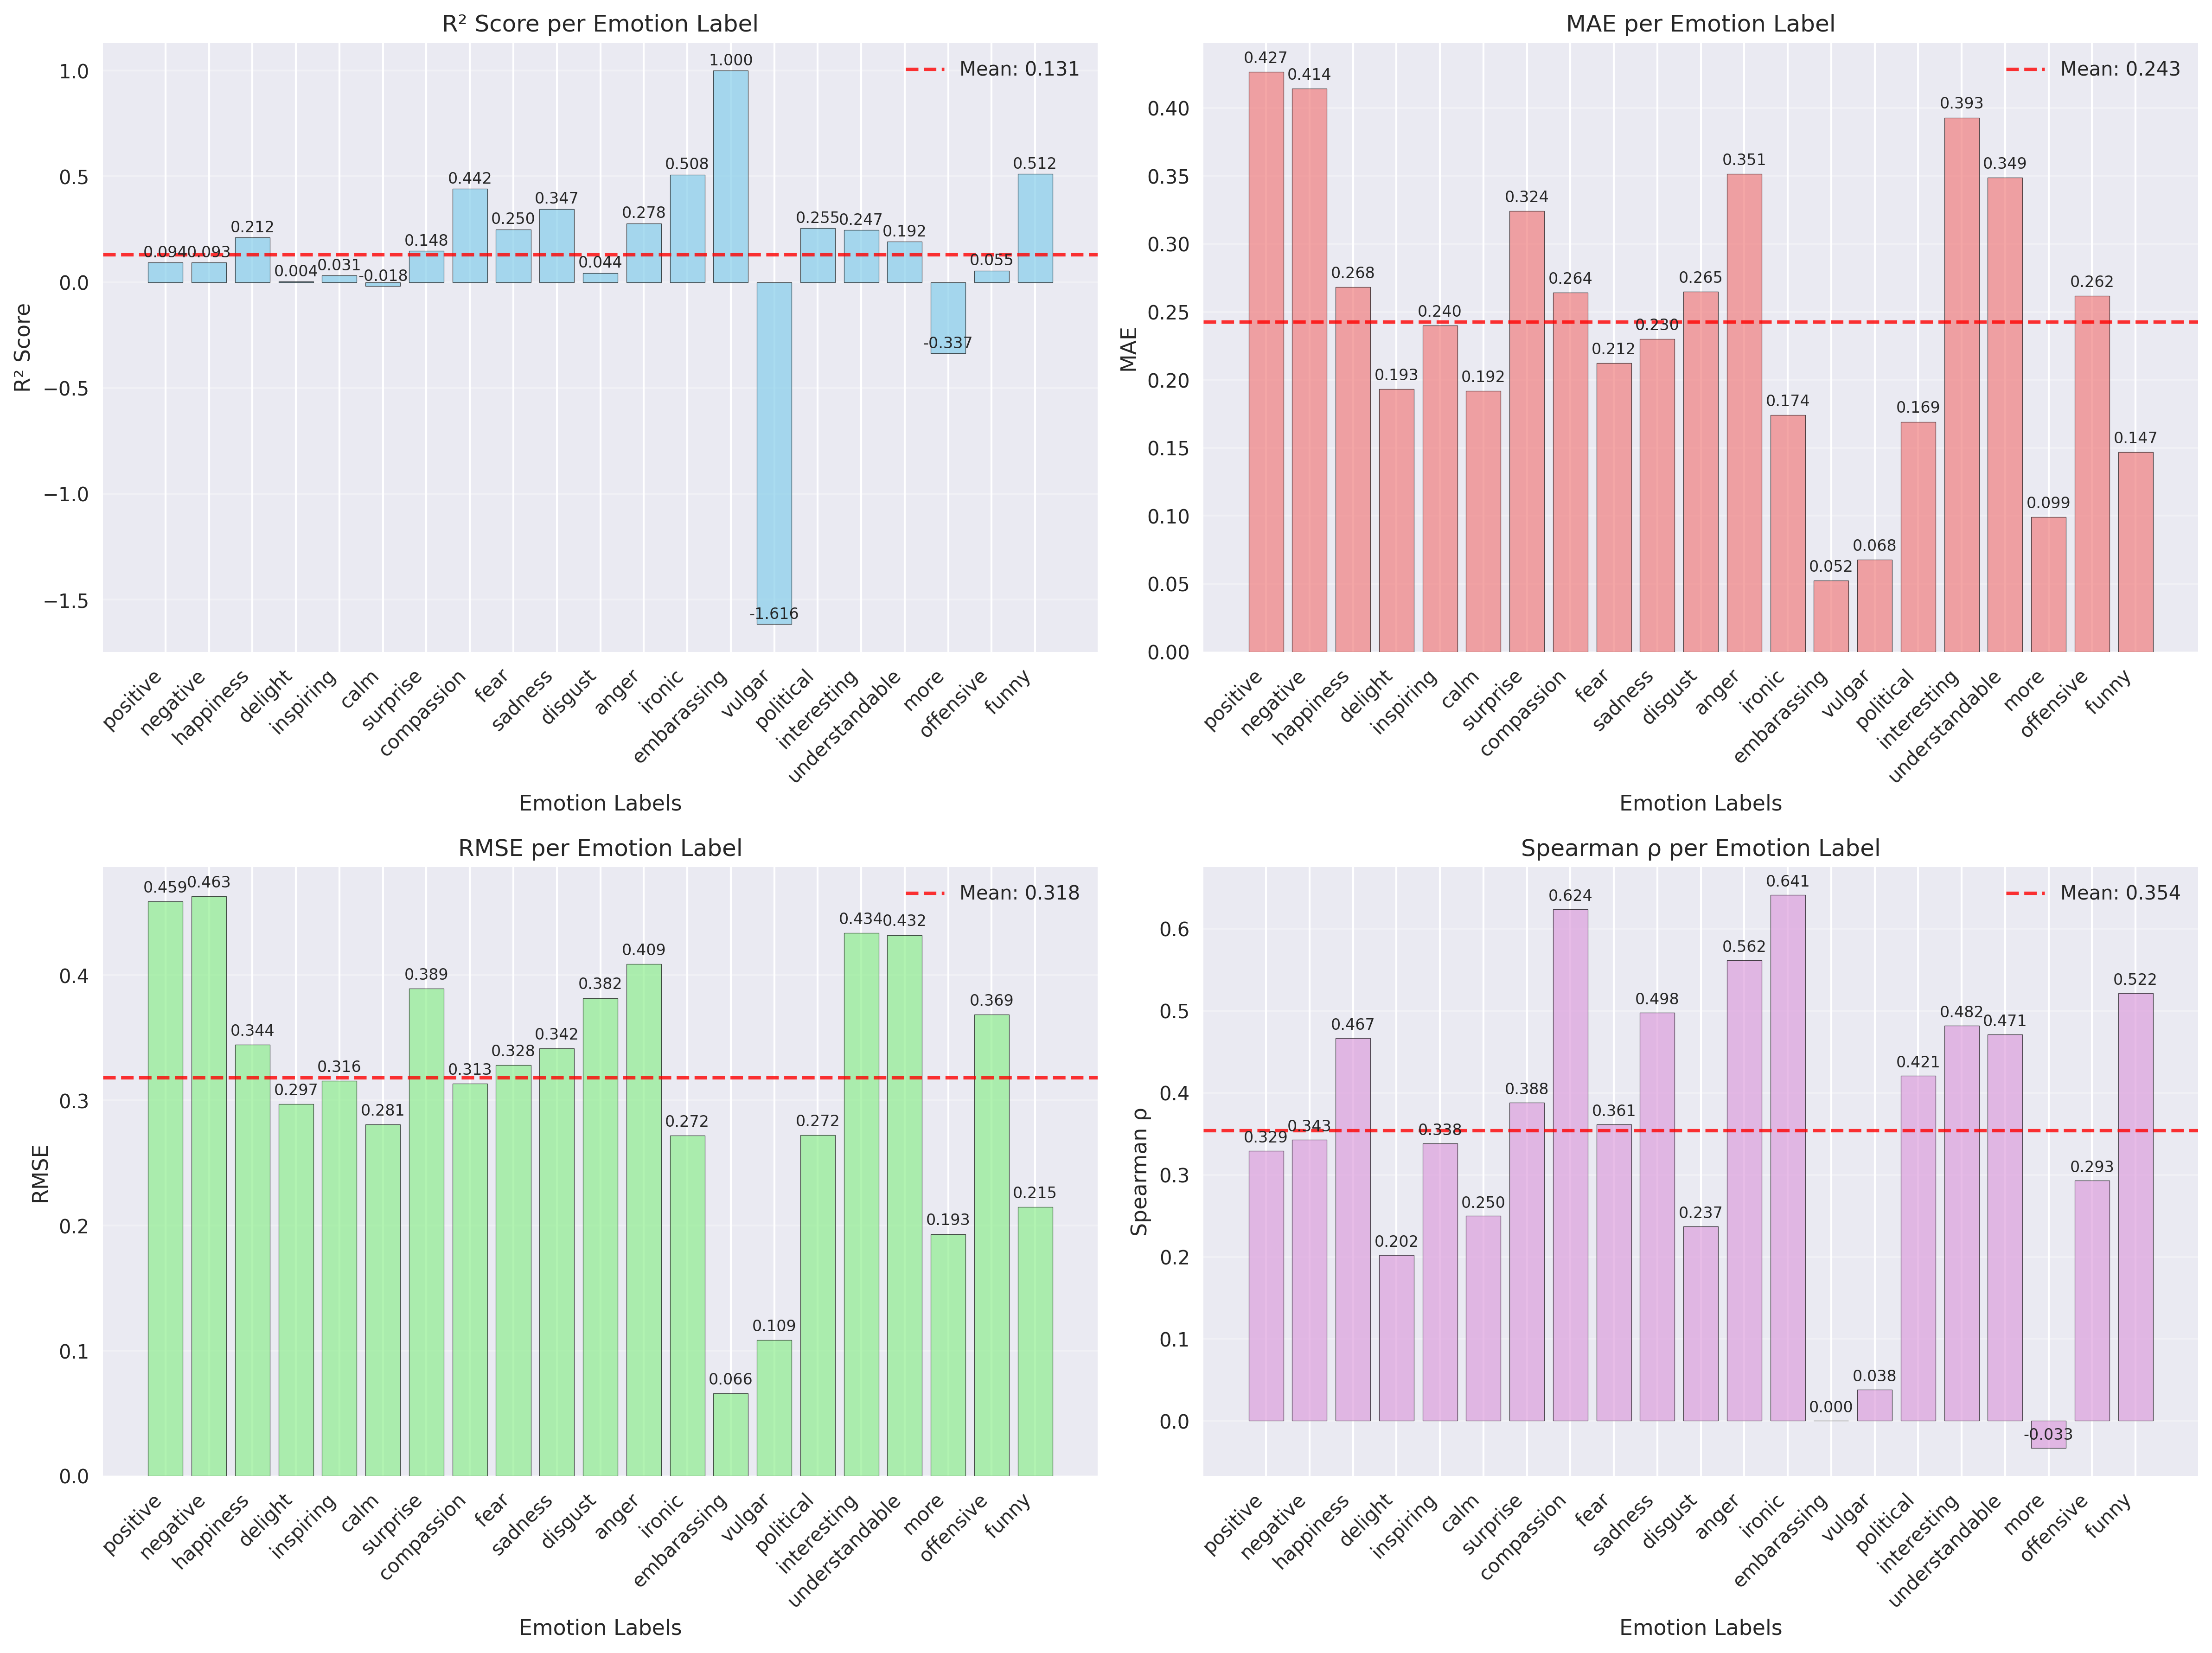 R² Score per Emotion Label
R² Score
1.0
0.5
0.0
−0.5
−1.0
−1.5
Mean: 0.131
0.094
0.093
0.212
0.004
0.031
-0.018
0.148
0.442
0.250
0.347
0.044
0.278
0.508
1.000
-1.616
0.255
0.247
0.192
-0.337
0.055
0.512
positive
negative
happiness
delight
inspiring
calm
surprise
compassion
fear
sadness
disgust
anger
ironic
embarassing
vulgar
political
interesting
understandable
more
offensive
funny
Emotion Labels
MAE per Emotion Label
MAE
0.40
0.35
0.30
0.25
0.20
0.15
0.10
0.05
0.00
Mean: 0.243
0.427
0.414
0.268
0.193
0.240
0.192
0.324
0.264
0.212
0.230
0.265
0.351
0.174
0.052
0.068
0.169
0.393
0.349
0.099
0.262
0.147
positive
negative
happiness
delight
inspiring
calm
surprise
compassion
fear
sadness
disgust
anger
ironic
embarassing
vulgar
political
interesting
understandable
more
offensive
funny
Emotion Labels
RMSE per Emotion Label
RMSE
0.4
0.3
0.2
0.1
0.0
Mean: 0.318
0.459
0.463
0.344
0.297
0.316
0.281
0.389
0.313
0.328
0.342
0.382
0.409
0.272
0.066
0.109
0.272
0.434
0.432
0.193
0.369
0.215
positive
negative
happiness
delight
inspiring
calm
surprise
compassion
fear
sadness
disgust
anger
ironic
embarassing
vulgar
political
interesting
understandable
more
offensive
funny
Emotion Labels
Spearman ρ per Emotion Label
Spearman ρ
0.6
0.5
0.4
0.3
0.2
0.1
0.0
Mean: 0.354
0.329
0.343
0.467
0.202
0.338
0.250
0.388
0.624
0.361
0.498
0.237
0.562
0.641
0.000
0.038
0.421
0.482
0.471
-0.033
0.293
0.522
positive
negative
happiness
delight
inspiring
calm
surprise
compassion
fear
sadness
disgust
anger
ironic
embarassing
vulgar
political
interesting
understandable
more
offensive
funny
Emotion Labels